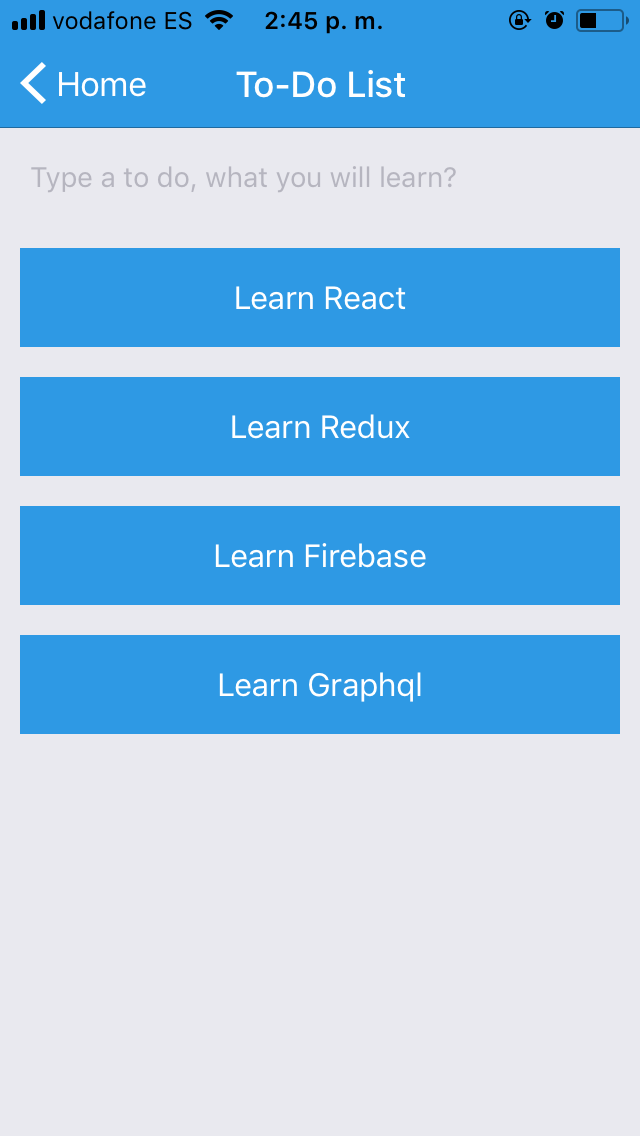 vodafone ES 2:45 p. m.
Home To-Do List
Type a to do, what you will learn?
Learn React
Learn Redux
Learn Firebase
Learn Graphql